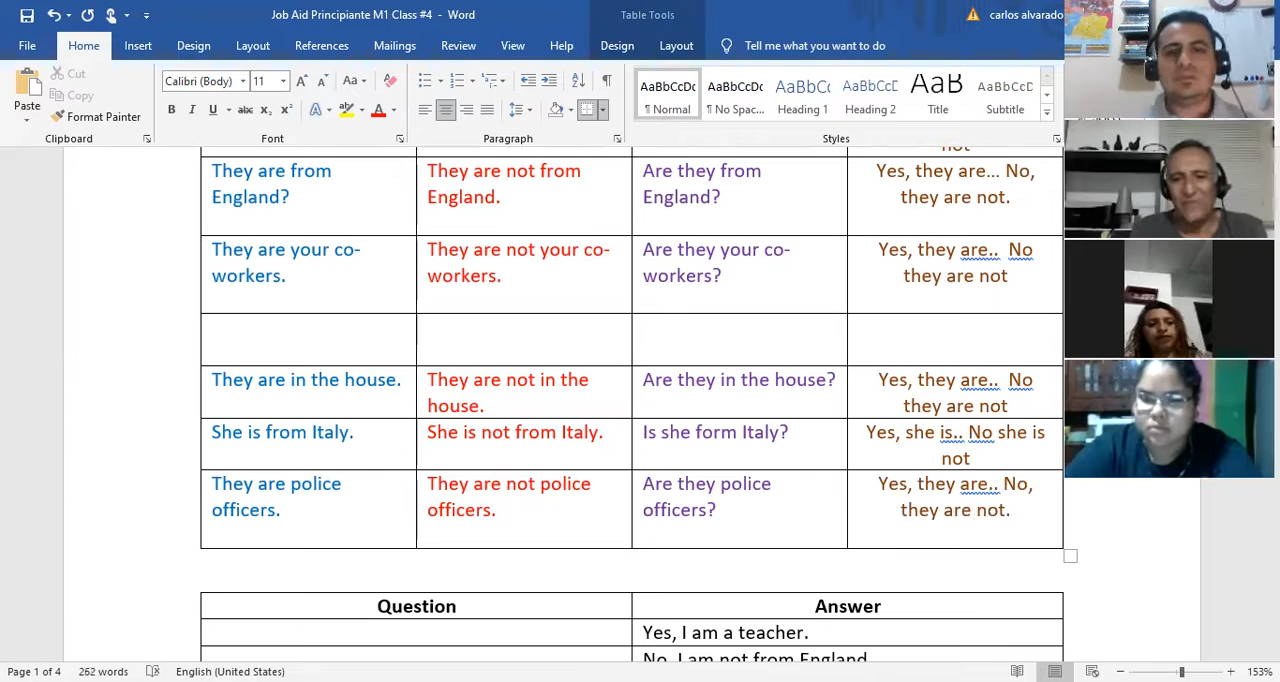 Job Aid Principiante M1 Class #4 - Word
Table Tools
carlos alvarado
File Home Insert Design Layout References Mailings Review View Help Design Layout Tell me what you want to do
Paste
Cut
Copy
Format Painter
Calibri (Body) 11
AaBbCcDc
¶ Normal
AaBbCcDc
¶ No Spac...
AaBbCc
Heading 1
AaBbCcD
Heading 2
AaB
Title
AaBbCcD
Subtitle
Clipboard Font Paragraph Styles
not
They are from
England?
They are not from
England.
Are they from
England?
Yes, they are... No,
they are not.
They are your co-
workers.
They are not your co-
workers.
Are they your co-
workers?
Yes, they are.. No
they are not
They are in the house.
They are not in the
house.
Are they in the house?
Yes, they are.. No
they are not
She is from Italy.
She is not from Italy.
Is she form Italy?
Yes, she is.. No she is
not
They are police
officers.
They are not police
officers.
Are they police
officers?
Yes, they are.. No,
they are not.
Question Answer
Yes, I am a teacher.
No, I am not from England
Page 1 of 4 262 words English (United States) 153%